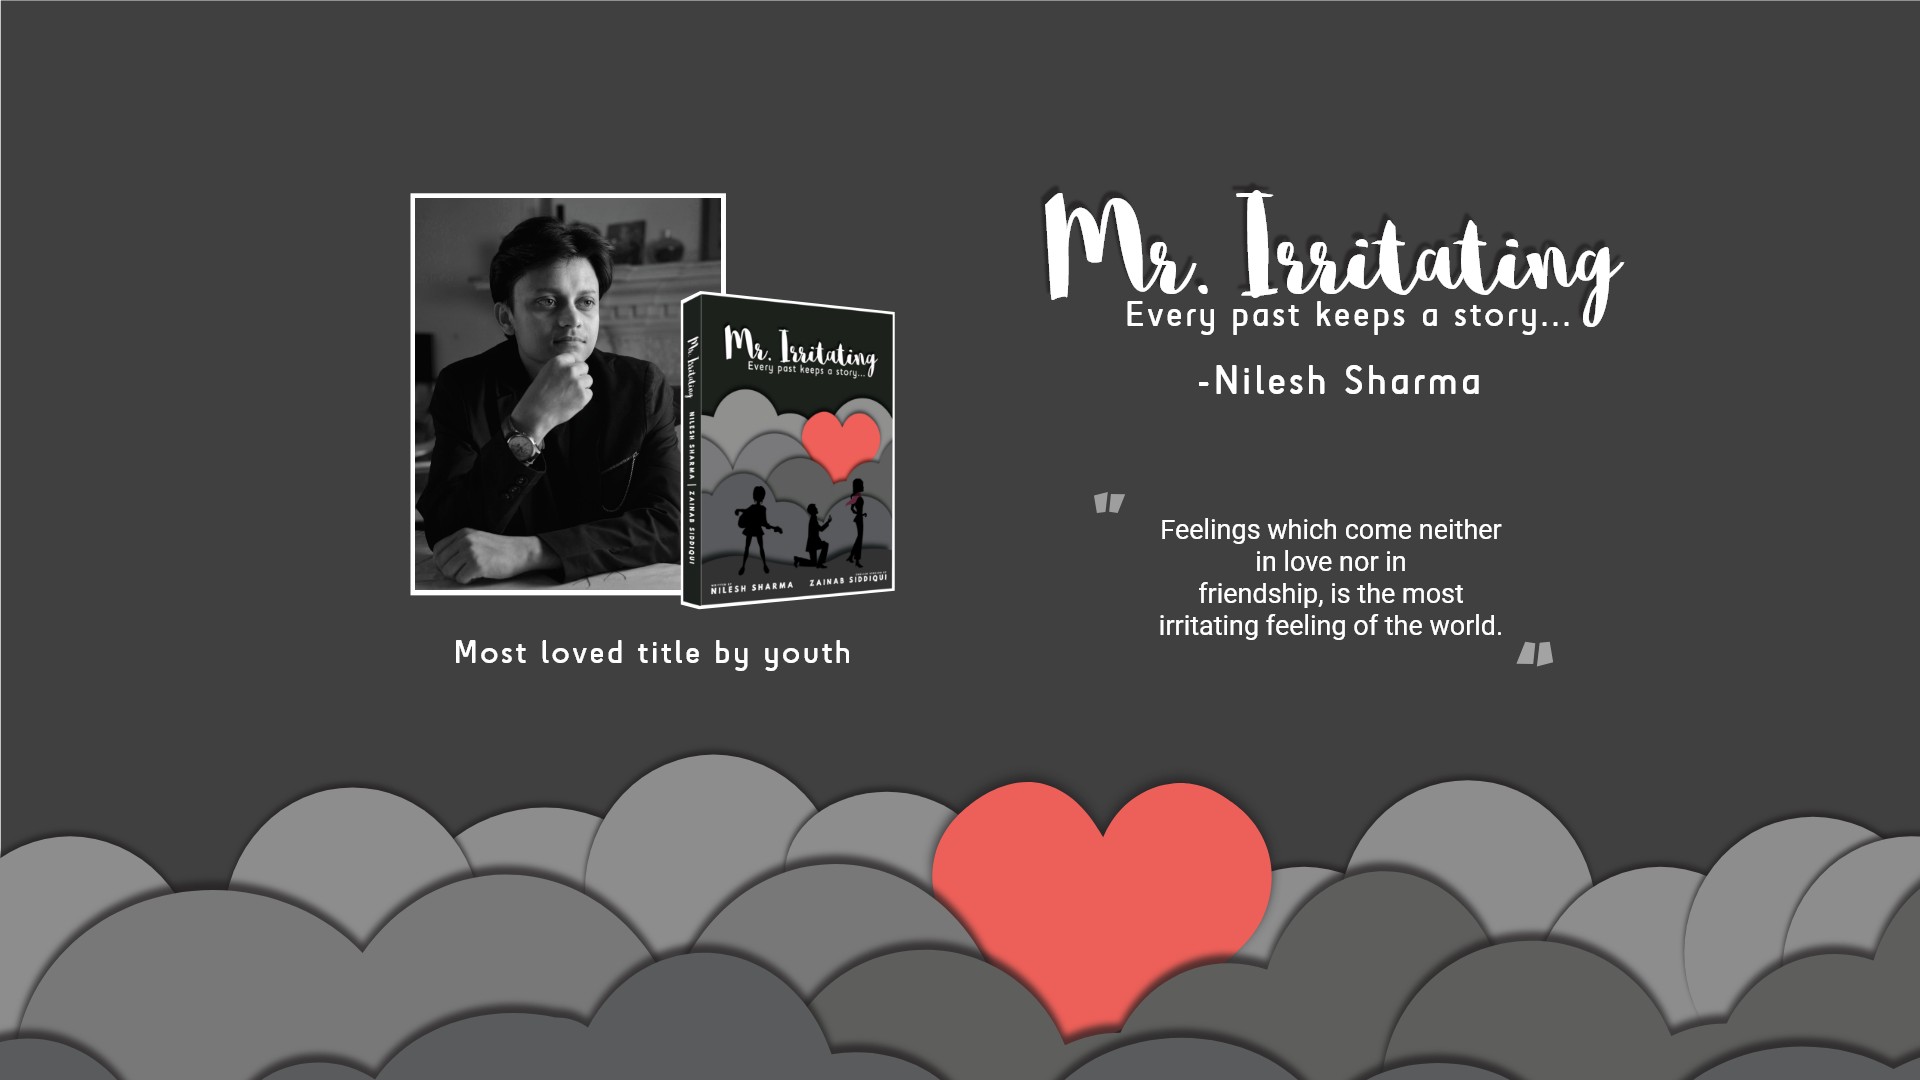 Mr. Irritating
Every past keeps a story...
-Nilesh Sharma
Mr. Irritating
Every past keeps a story...
Mr. Irritating NILESH SHARMA | ZAINAB SIDDIQUI
NILESH SHARMA
ZAINAB SIDDIQUI
Most loved title by youth
"
Feelings which come neither
in love nor in
friendship, is the most
irritating feeling of the world.
"